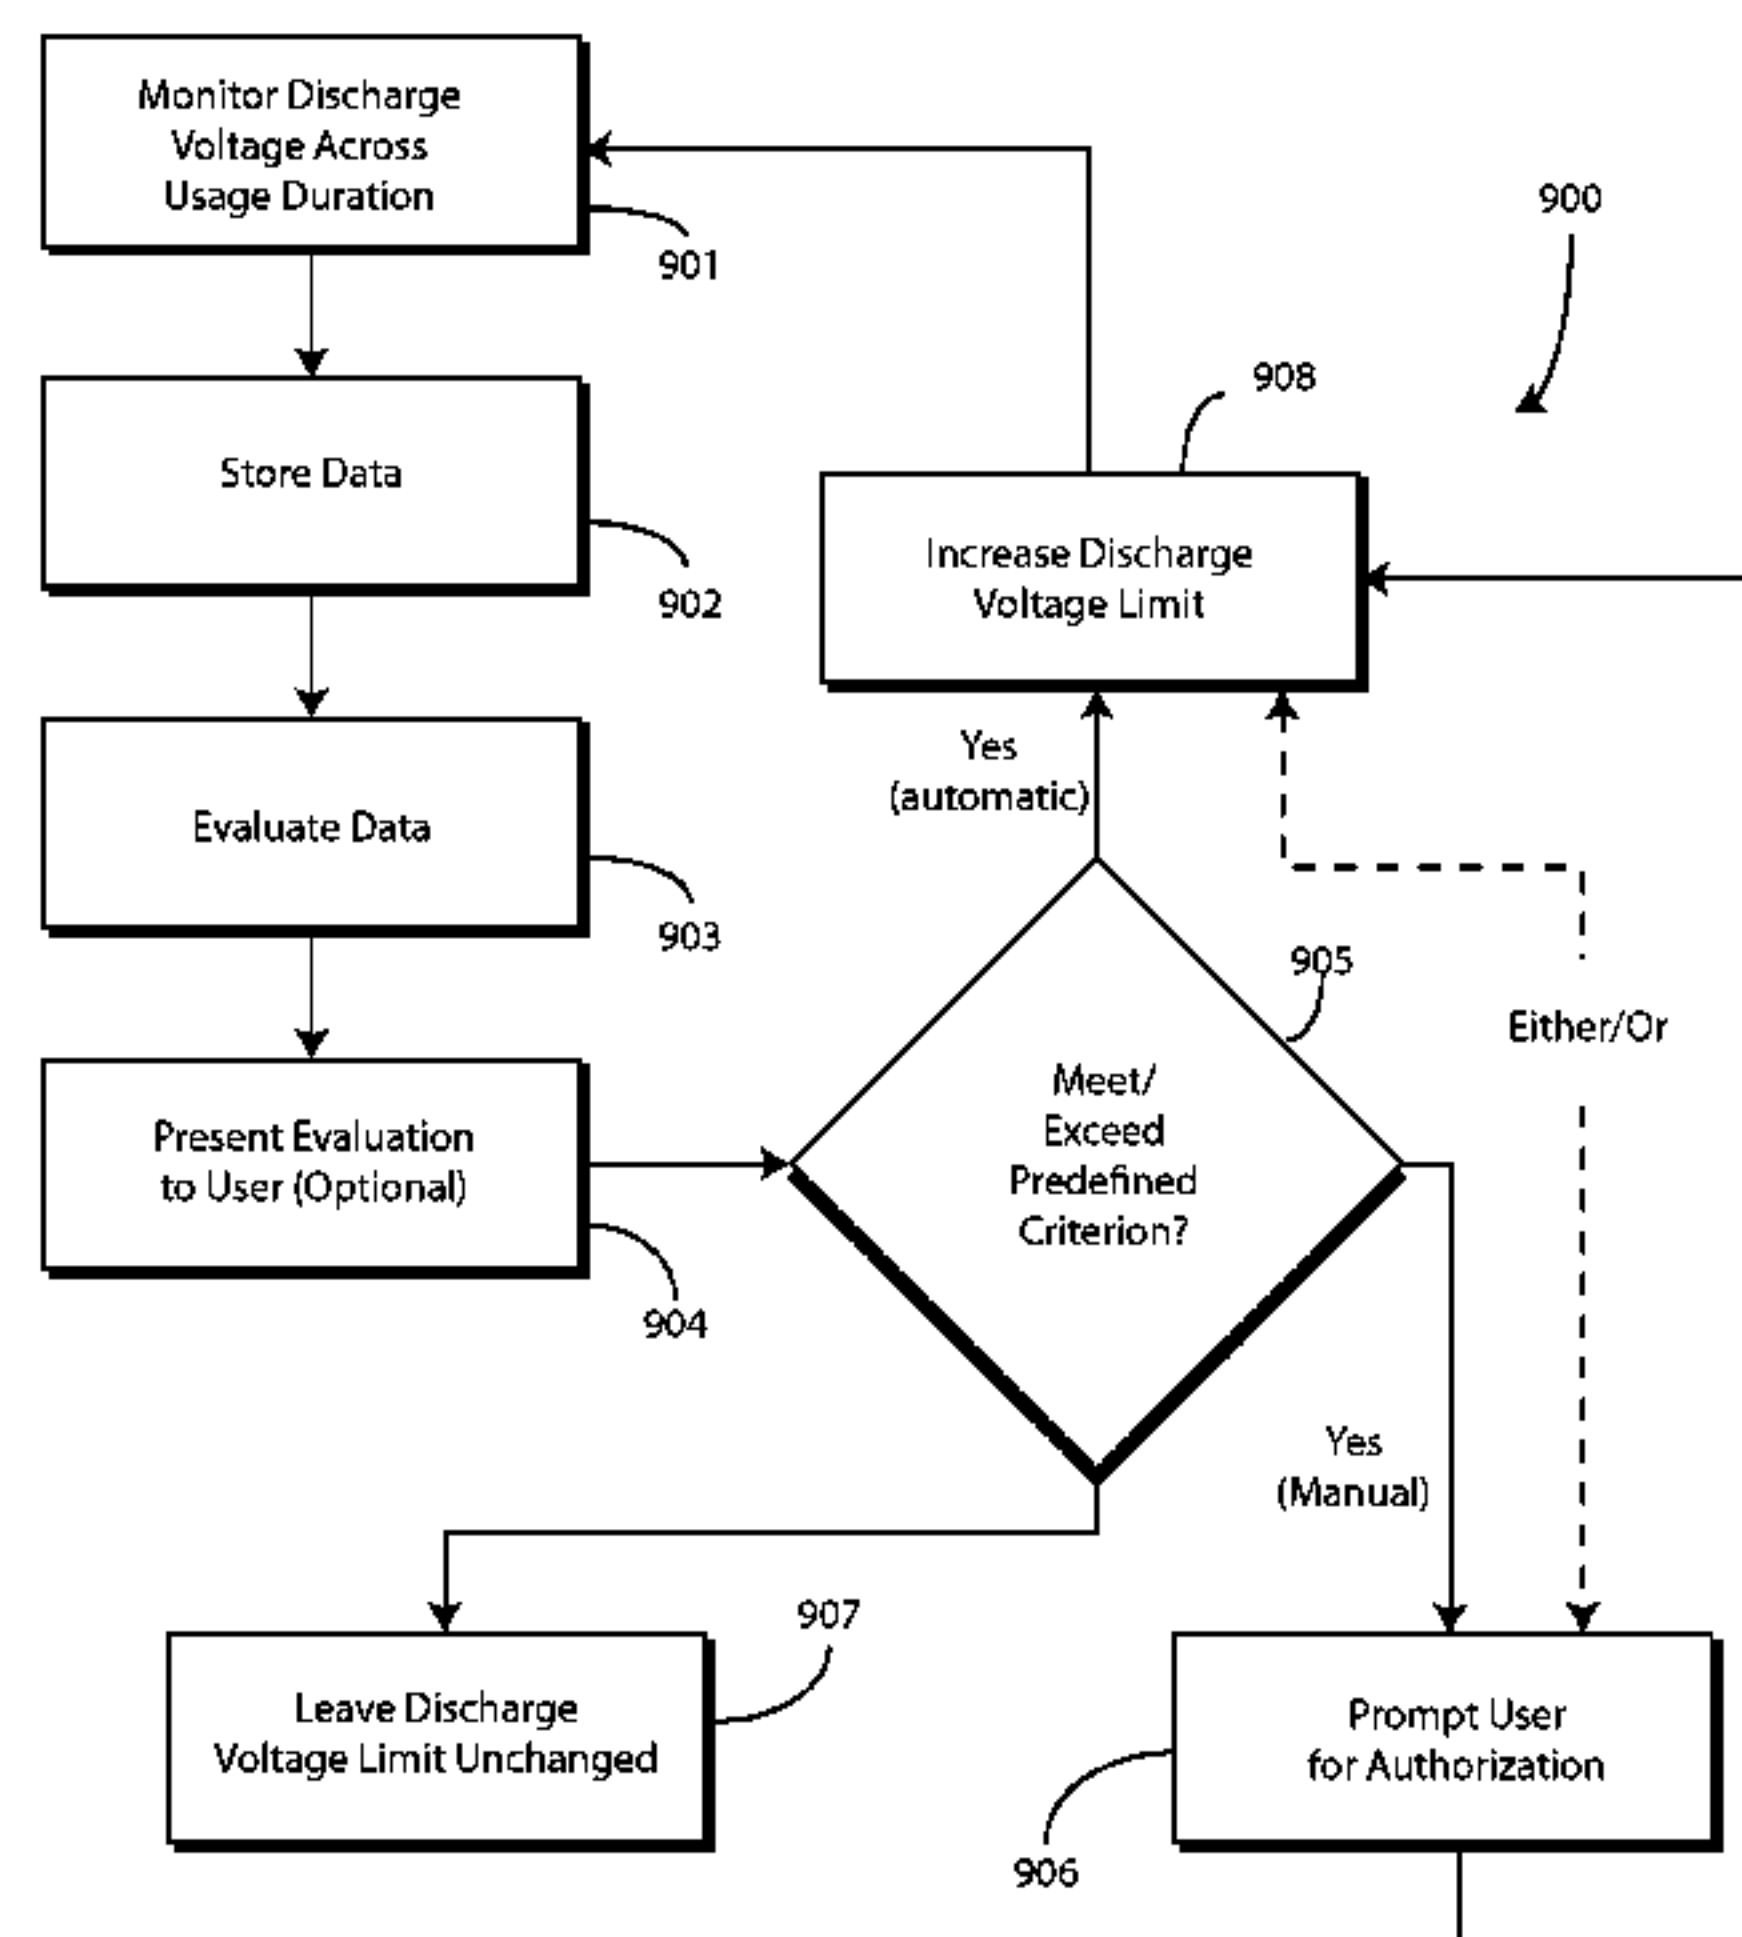 Monitor Discharge
Voltage Across
Usage Duration
901
900
Store Data
902
908
Increase Discharge
Voltage Limit
Evaluate Data
903
Yes
(automatic)
905
Either/Or
Present Evaluation
to User (Optional)
904
Meet/
Exceed
Predefined
Criterion?
Yes
(Manual)
907
Leave Discharge
Voltage Limit Unchanged
Prompt User
for Authorization
906